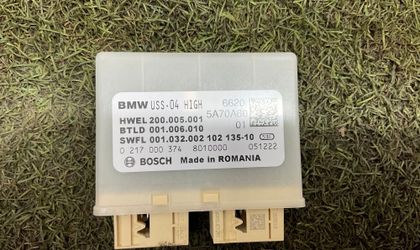 BMW USS-04 HIGH 6620
5A70A60
HWEL 200.005.001
BTLD 001.006.010 01
SWFL 001.032.002 102 135-10
0 217 000 374 8010000 051222
BOSCH Made in ROMANIA